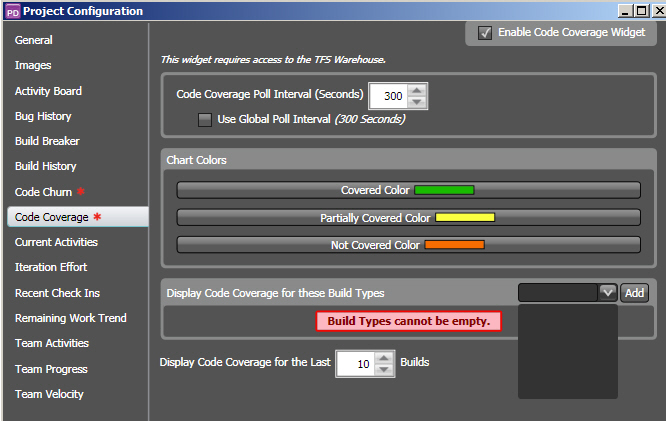 PD Project Configuration
Enable Code Coverage Widget
General
Images
Activity Board
Bug History
Build Breaker
Build History
Code Churn *
Code Coverage *
Current Activities
Iteration Effort
Recent Check Ins
Remaining Work Trend
Team Activities
Team Progress
Team Velocity
This widget requires access to the TFS Warehouse.
Code Coverage Poll Interval (Seconds) 300
Use Global Poll Interval (300 Seconds)
Chart Colors
Covered Color
Partially Covered Color
Not Covered Color
Display Code Coverage for these Build Types Add
Build Types cannot be empty.
Display Code Coverage for the Last 10 Builds